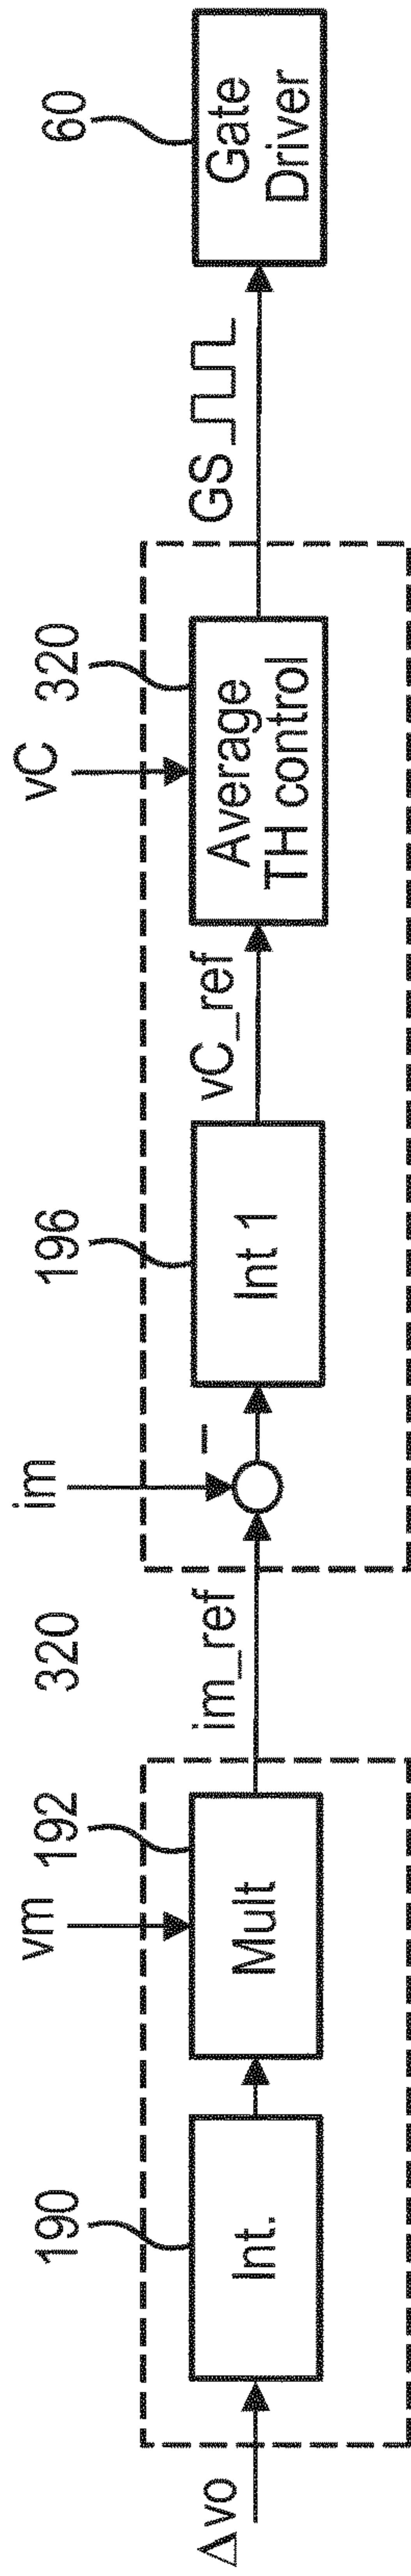 Δvo
190
Int.
vm
192
Mult
320
im_ref
im
–
196
Int 1
vC_ref
vC
320
Average
TH control
GS
60
Gate
Driver